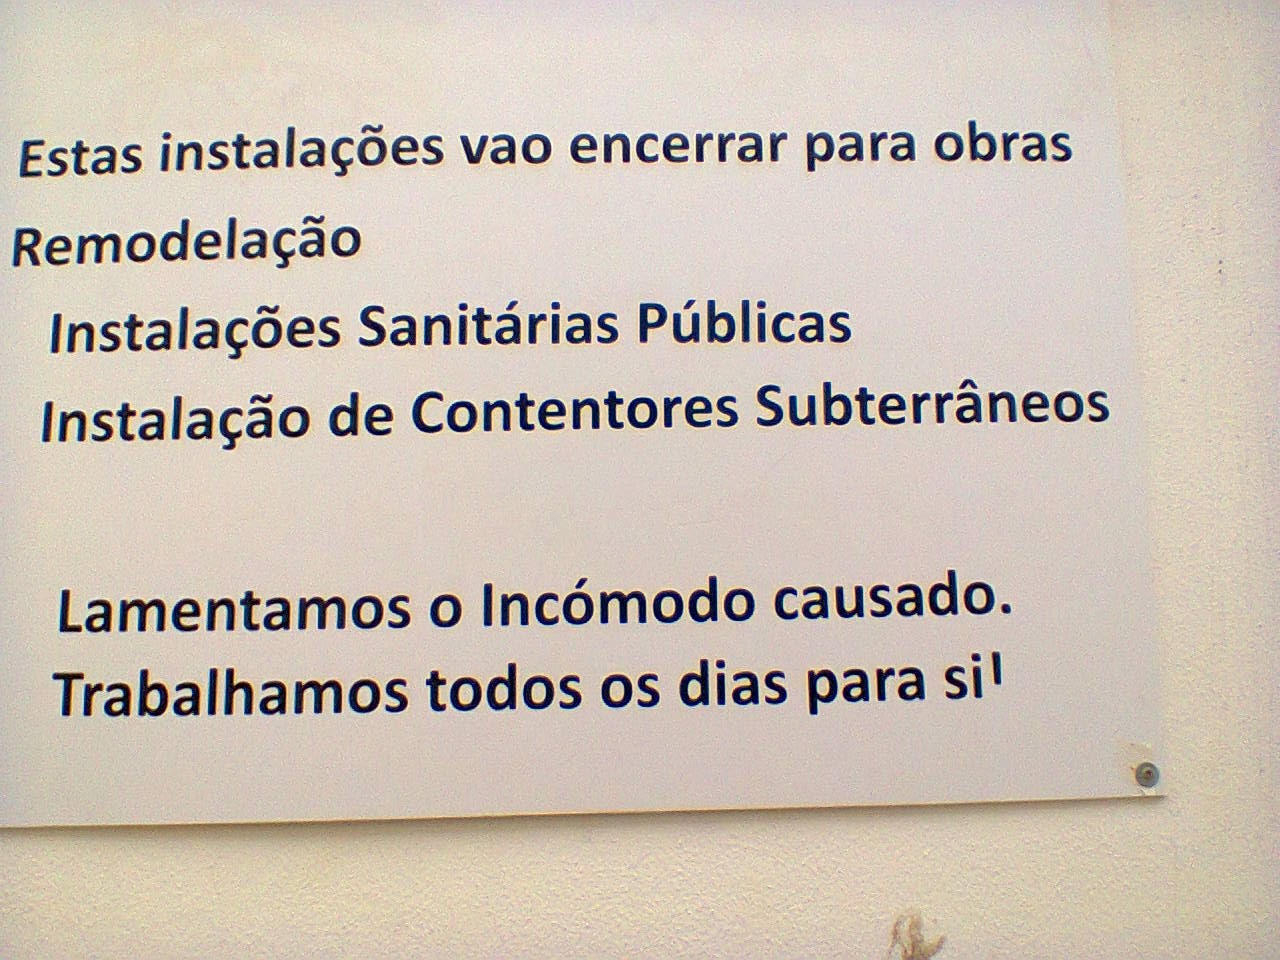 Estas instalações vao encerrar para obras
Remodelação
Instalações Sanitárias Públicas
Instalação de Contentores Subterrâneos
Lamentamos o Incómodo causado.
Trabalhamos todos os dias para si!